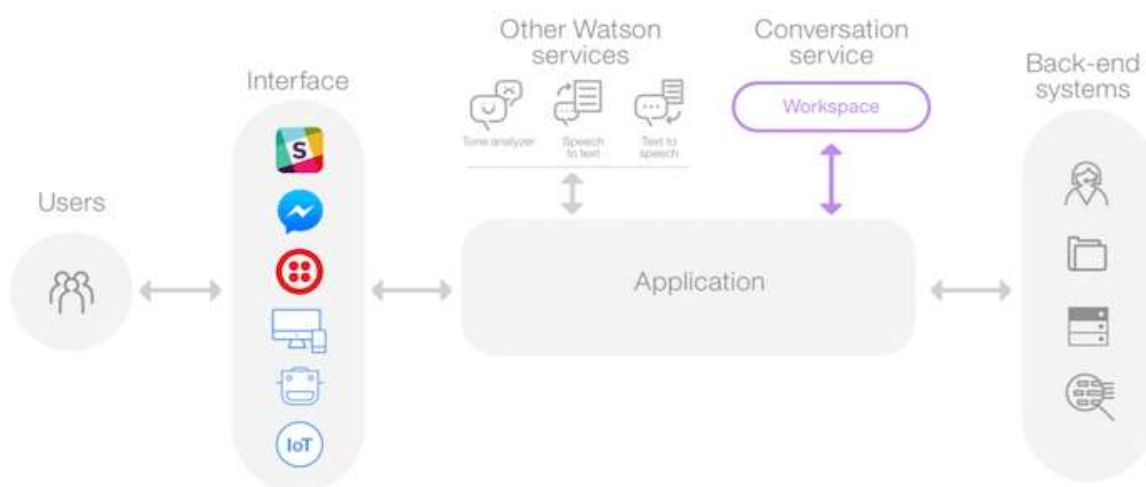 Other Watson
services
Conversation
service
Back-end
systems
Interface
Workspace
Tone analyzer
Speech
to text
Text to
speech
S
Users
Application
IoT